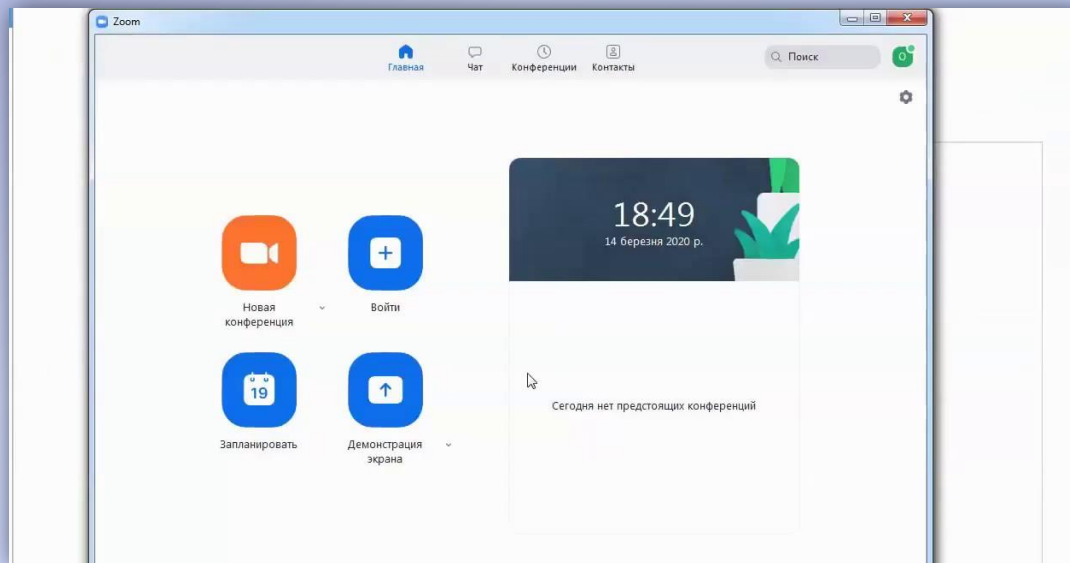 Zoom
Главная
Чат
Конференции
Контакты
Поиск
О
18:49
14 березня 2020 р.
Новая
конференция
Войти
19
Запланировать
Демонстрация
экрана
Сегодня нет предстоящих конференций